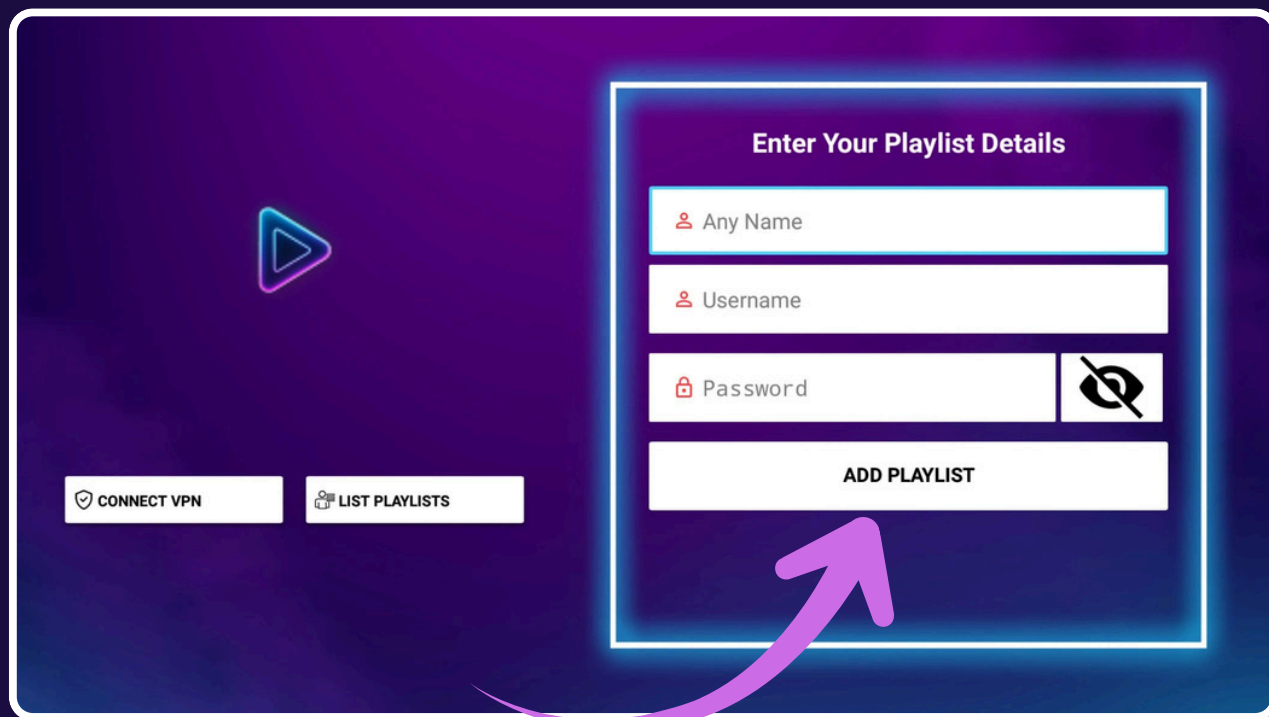 Enter Your Playlist Details
Any Name
Username
Password
ADD PLAYLIST
CONNECT VPN
LIST PLAYLISTS